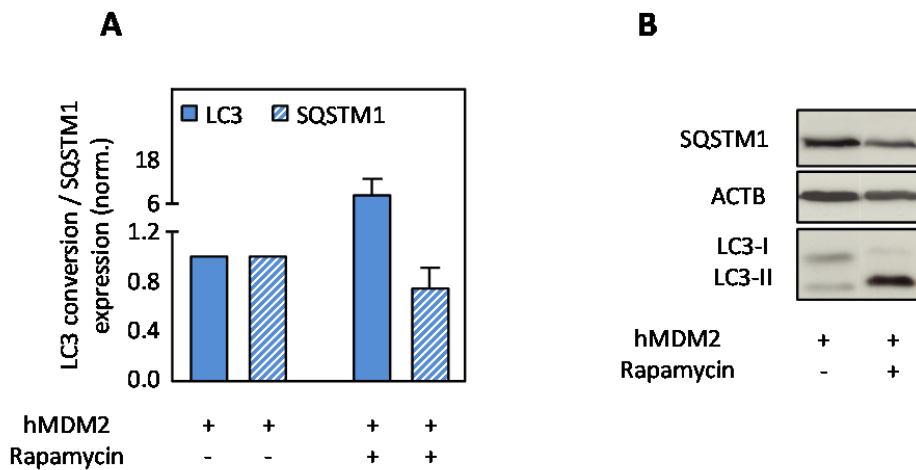 A
LC3 conversion / SQSTM1
expression (norm.)
LC3 SQSTM1
18
6
1.2
0.8
0.4
0.0
hMDM2 + + + +
Rapamycin - - + +
B
SQSTM1
ACTB
LC3-I
LC3-II
hMDM2 + +
Rapamycin - +